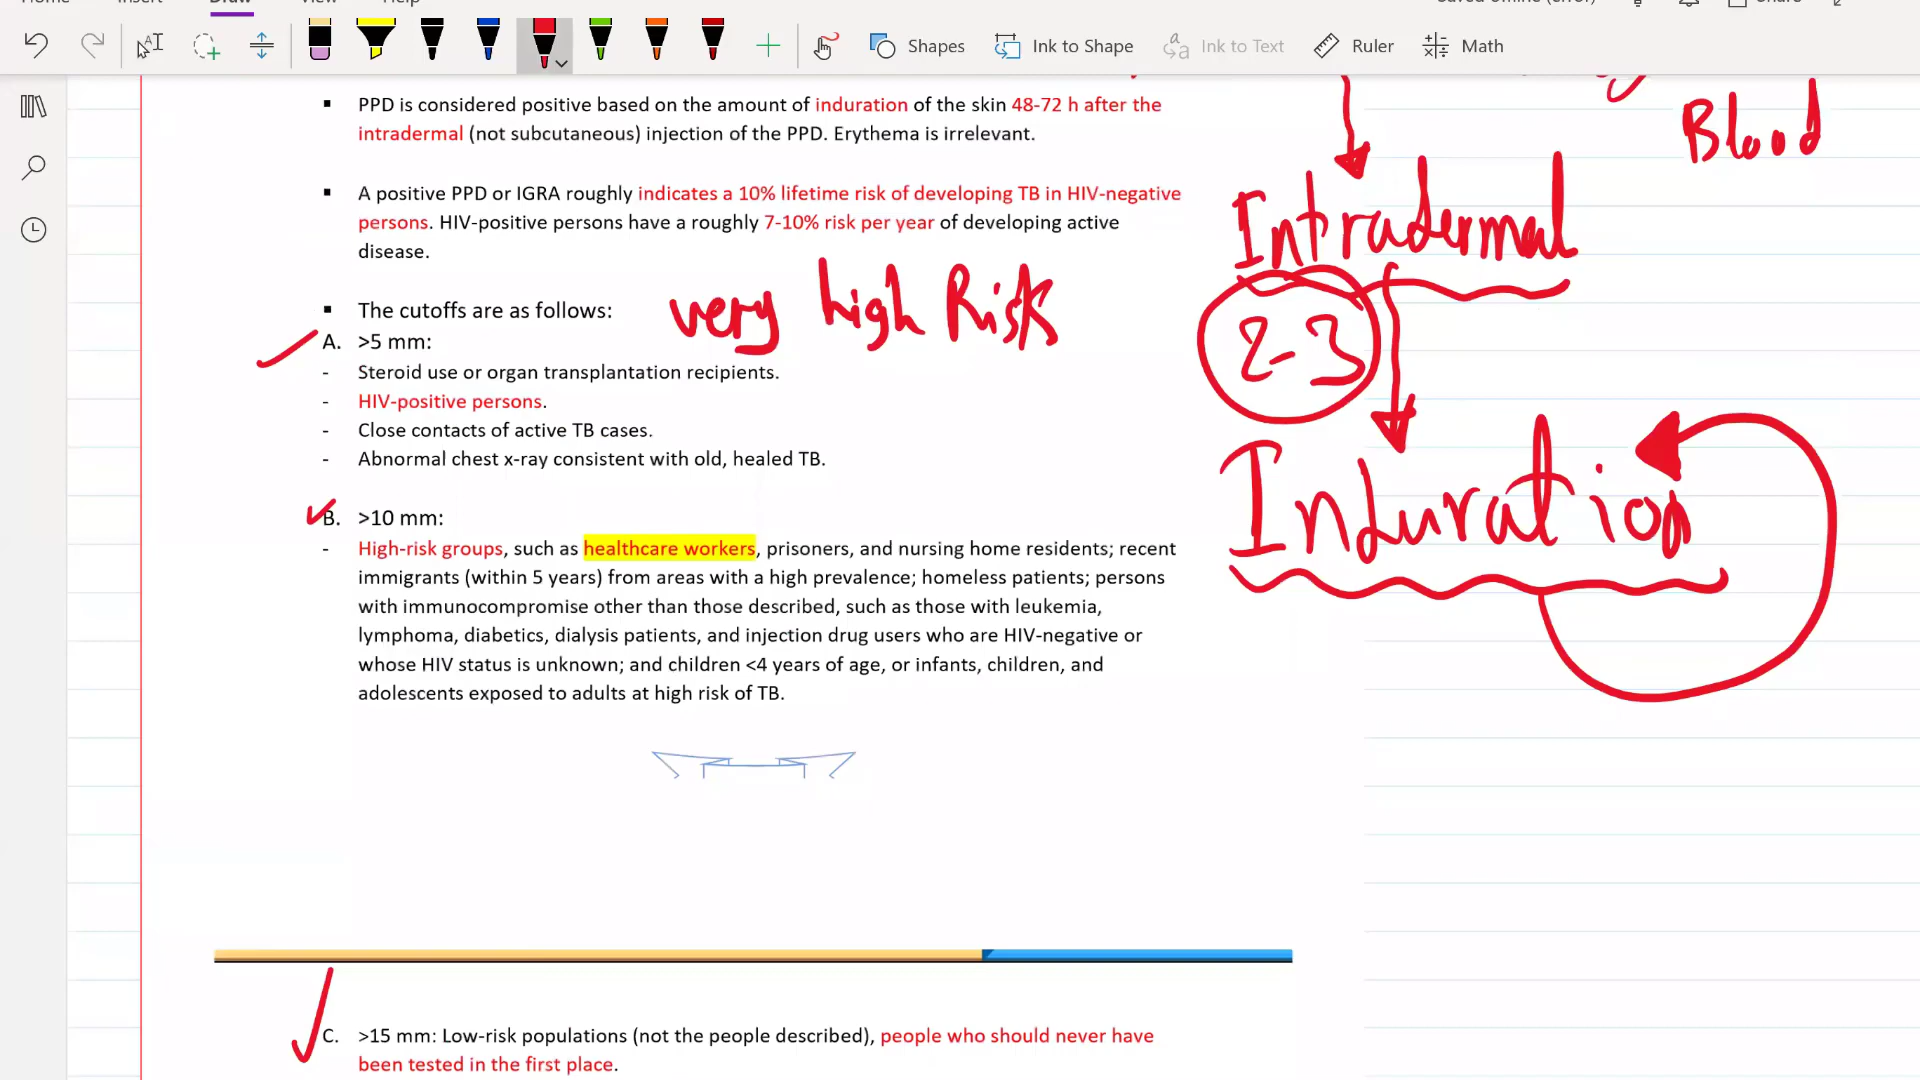 Home Insert Draw View Help Saved online (error) Share
Shapes Ink to Shape Ink to Text Ruler Math
▪ PPD is considered positive based on the amount of induration of the skin 48-72 h after the
intradermal (not subcutaneous) injection of the PPD. Erythema is irrelevant.
Blood
▪ A positive PPD or IGRA roughly indicates a 10% lifetime risk of developing TB in HIV-negative
persons. HIV-positive persons have a roughly 7-10% risk per year of developing active
disease.
Intradermal
▪ The cutoffs are as follows:
very high Risk
2-3
A. >5 mm:
- Steroid use or organ transplantation recipients.
- HIV-positive persons.
- Close contacts of active TB cases.
- Abnormal chest x-ray consistent with old, healed TB.
Induration
B. >10 mm:
- High-risk groups, such as healthcare workers, prisoners, and nursing home residents; recent
immigrants (within 5 years) from areas with a high prevalence; homeless patients; persons
with immunocompromise other than those described, such as those with leukemia,
lymphoma, diabetics, dialysis patients, and injection drug users who are HIV-negative or
whose HIV status is unknown; and children <4 years of age, or infants, children, and
adolescents exposed to adults at high risk of TB.
C. >15 mm: Low-risk populations (not the people described), people who should never have
been tested in the first place.